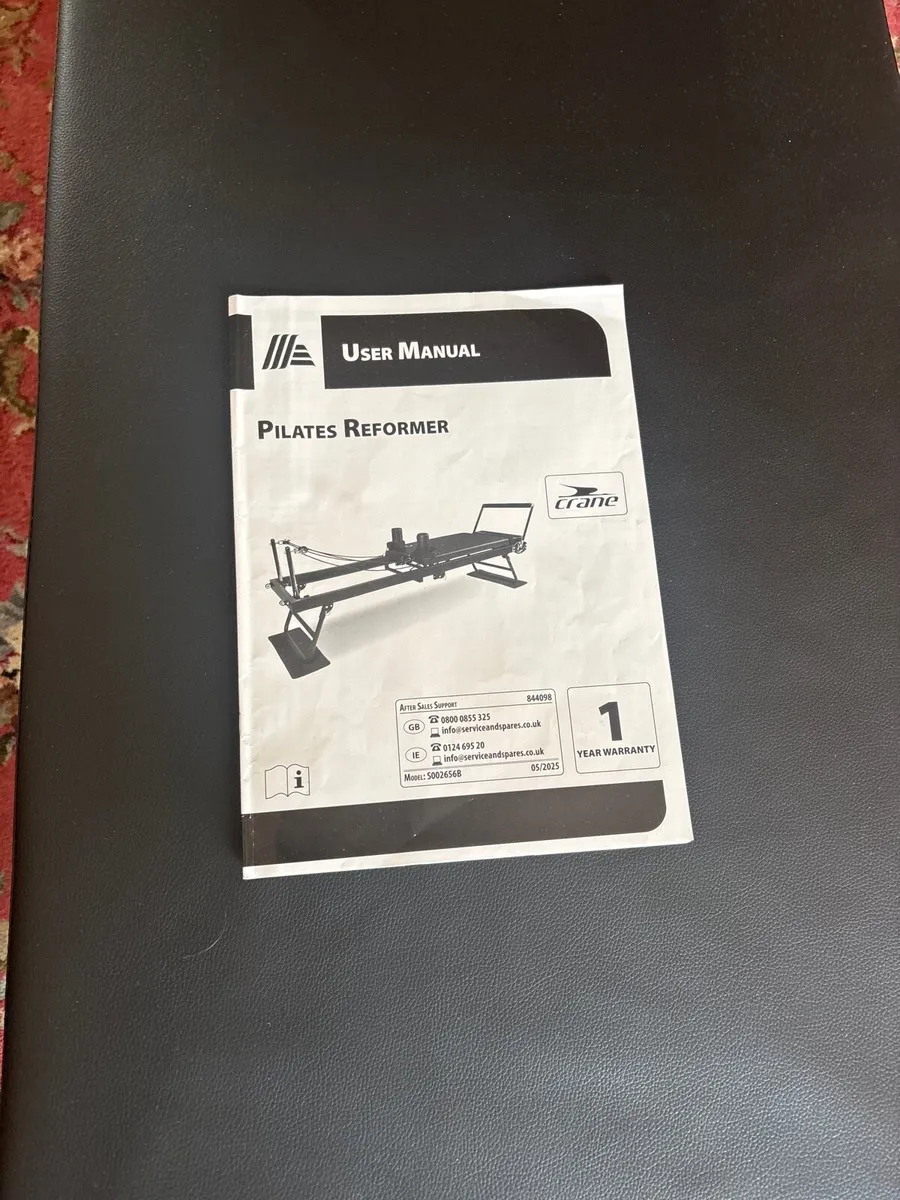 USER MANUAL
PILATES REFORMER
crane
AFTER SALES SUPPORT 844098
GB 0800 0855 325
info@serviceandspares.co.uk
IE 0124 695 20
info@serviceandspares.co.uk
MODEL: S002656B 05/2025
1
YEAR WARRANTY
i